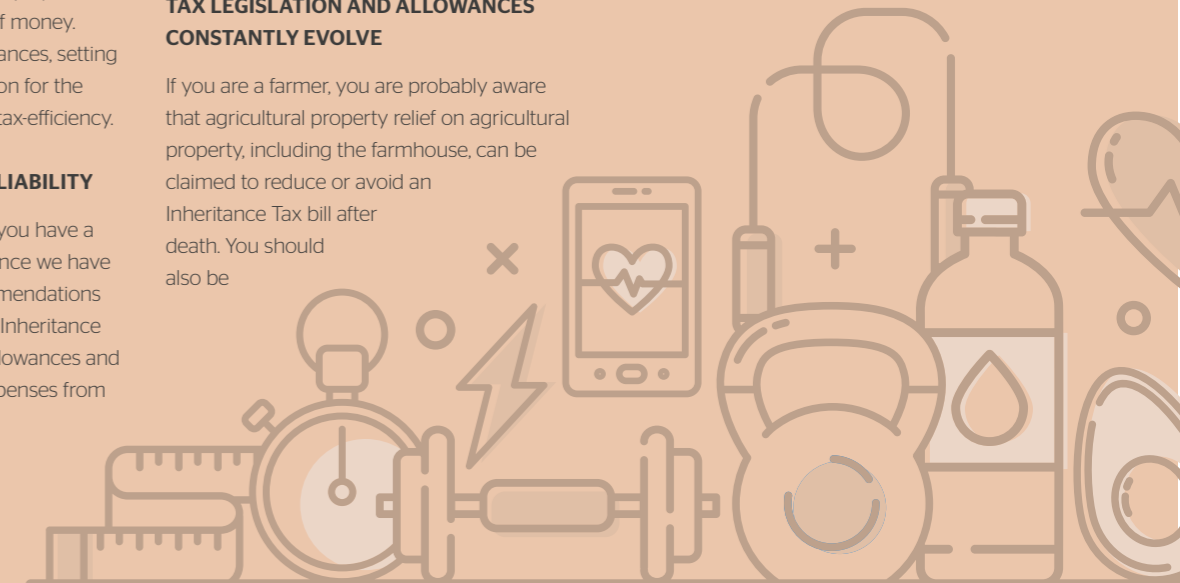 f money.
ances, setting
on for the
tax-efficiency.
LIABILITY
you have a
nce we have
mendations
Inheritance
lowances and
penses from
TAX LEGISLATION AND ALLOWANCES
CONSTANTLY EVOLVE
If you are a farmer, you are probably aware
that agricultural property relief on agricultural
property, including the farmhouse, can be
claimed to reduce or avoid an
Inheritance Tax bill after
death. You should
also be